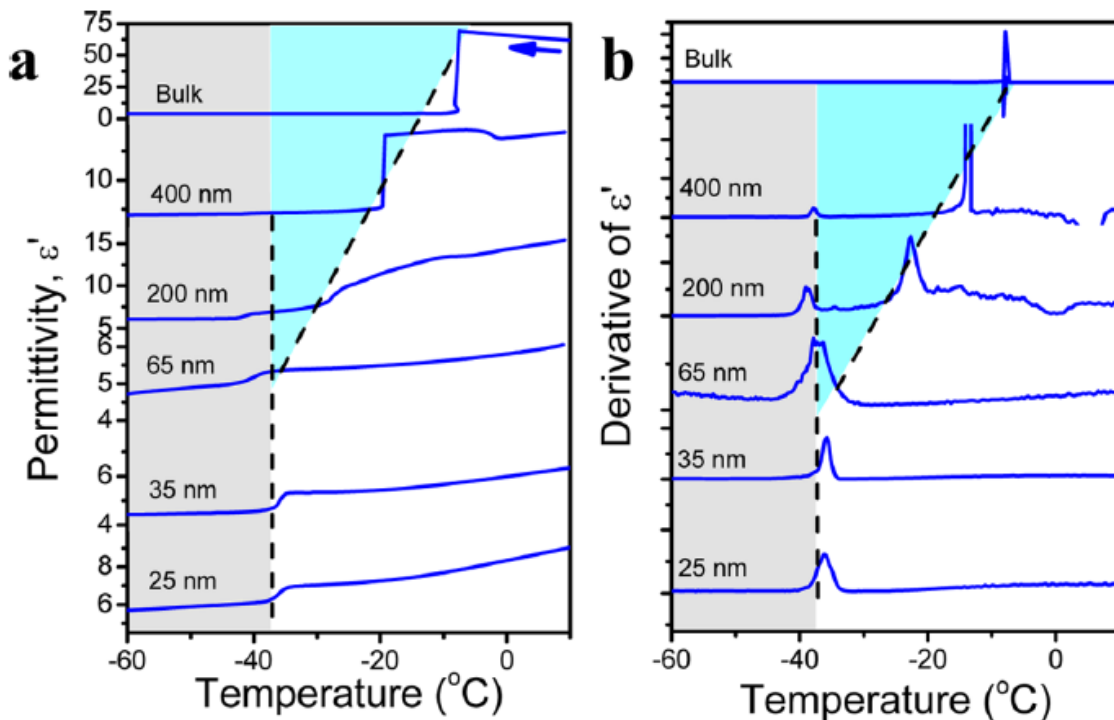 a
Permittivity, ε'
75
50
25
0
10
15
10
5
6
5
4
6
4
8
6
Bulk
400 nm
200 nm
65 nm
35 nm
25 nm
-60
-40
-20
0
Temperature (°C)
b
Derivative of ε'
Bulk
400 nm
200 nm
65 nm
35 nm
25 nm
-60
-40
-20
0
Temperature (°C)